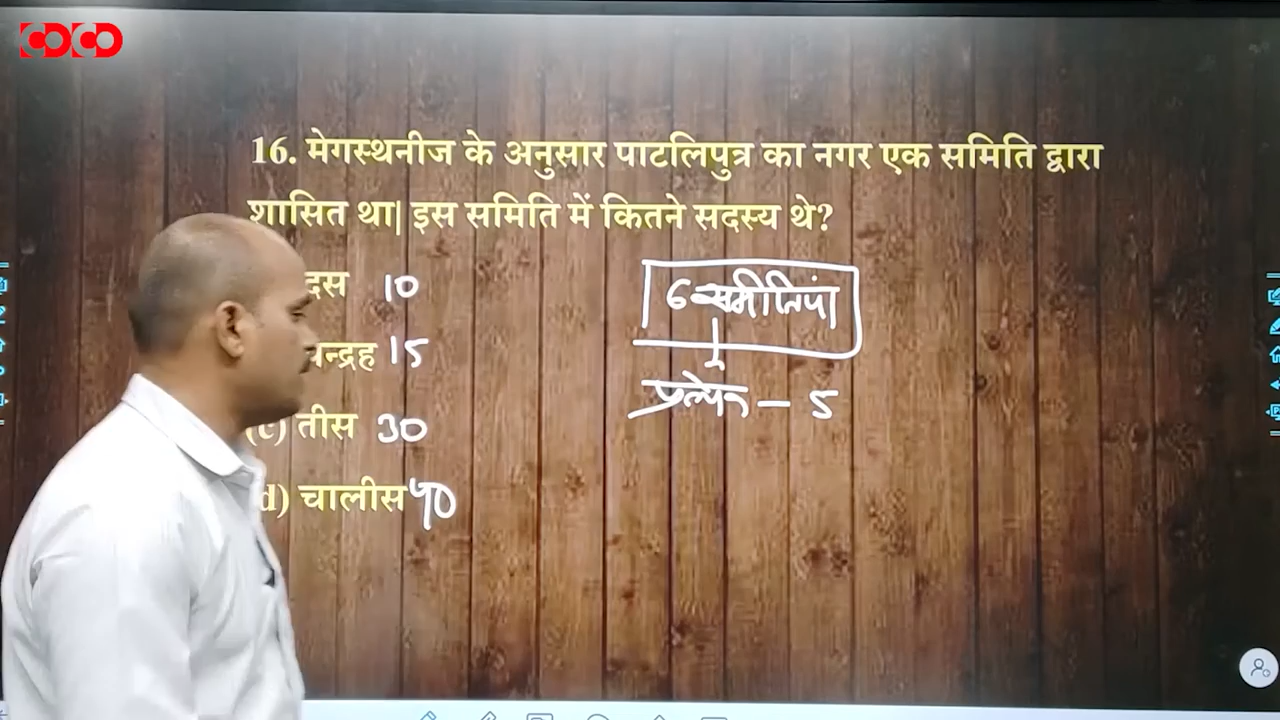 COCO
16. मेगस्थनीज के अनुसार पाटलिपुत्र का नगर एक समिति द्वारा
शासित था| इस समिति में कितने सदस्य थे?
दस 10
न्द्रह 15
(c) तीस 30
d) चालीस 40
6 समीतियां
प्रत्येक – 5